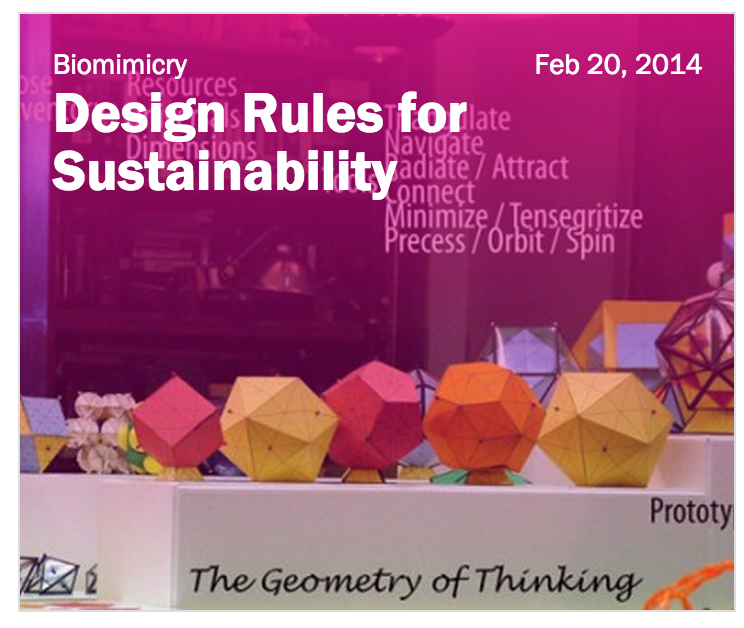 Biomimicry
Feb 20, 2014
Design Rules for
Sustainability
Resources
Dimensions
Navigate
Radiate / Attract
Connect
Minimize / Tensegritize
Precess / Orbit / Spin
The Geometry of Thinking